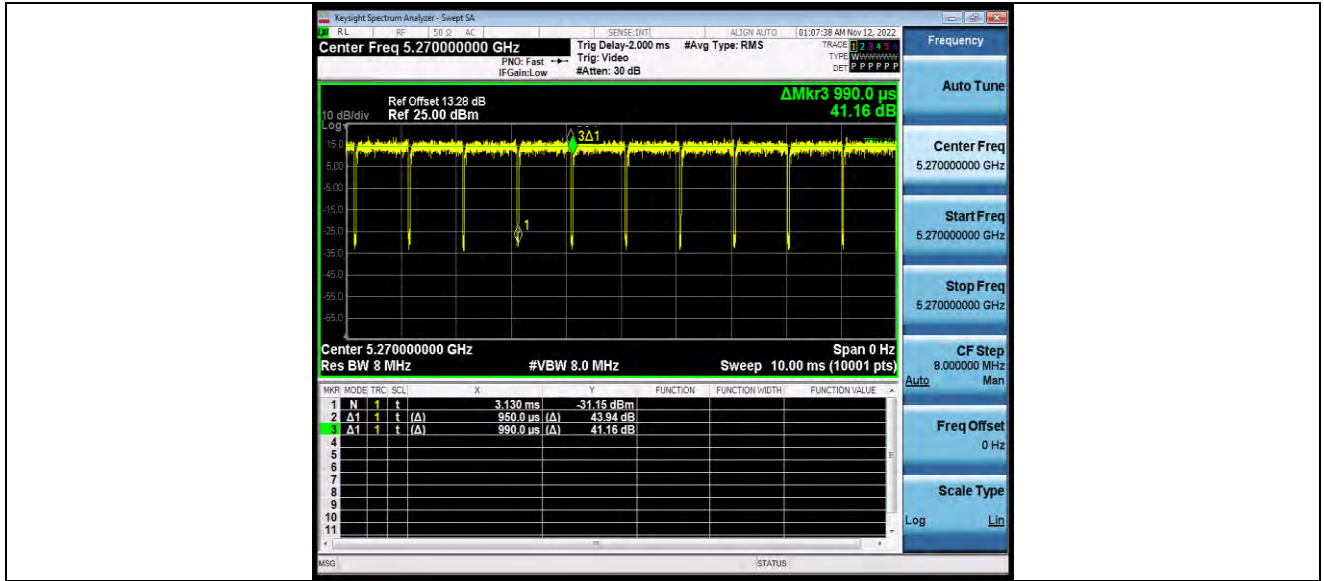 Keysight Spectrum Analyzer - Swept SA
RL RF 50 Ω AC SENSE:INT ALIGN AUTO 01:07:38 AM Nov 12, 2022
Center Freq 5.270000000 GHz
Trig Delay-2.000 ms #Avg Type: RMS
TRACE 1 2 3 4 5 6
PNO: Fast Trig: Video
TYPE WWWWWW
IFGain:Low #Atten: 30 dB
DET P P P P P P
ΔMkr3 990.0 µs
41.16 dB
Ref Offset 13.28 dB
10 dB/div Ref 25.00 dBm
Log
3Δ1
15.0
5.00
-5.00
-15.0
-25.0
1
-35.0
-45.0
-55.0
-65.0
Center 5.270000000 GHz Span 0 Hz
Res BW 8 MHz #VBW 8.0 MHz Sweep 10.00 ms (10001 pts)
MKR MODE TRC SCL X Y FUNCTION FUNCTION WIDTH FUNCTION VALUE
1 N 1 t 3.130 ms -31.15 dBm
2 Δ1 1 t (Δ) 950.0 µs (Δ) 43.94 dB
3 Δ1 1 t (Δ) 990.0 µs (Δ) 41.16 dB
4
5
6
7
8
9
10
11
MSG STATUS
Frequency
Auto Tune
Center Freq
5.270000000 GHz
Start Freq
5.270000000 GHz
Stop Freq
5.270000000 GHz
CF Step
8.000000 MHz
Auto Man
Freq Offset
0 Hz
Scale Type
Log Lin